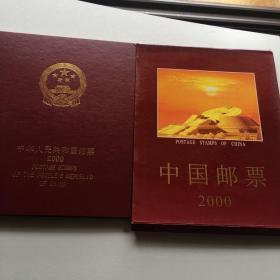 中华人民共和国邮票
2000
POSTAGE STAMPS
OF THE PEOPLE'S REPUBLIC
OF CHINA
POSTAGE STAMPS OF CHINA
中国邮票
2000